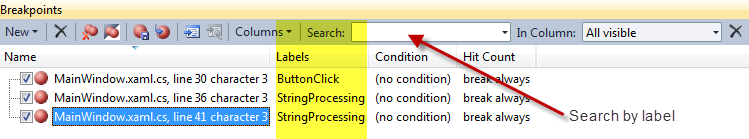 Breakpoints
New Columns Search: In Column: All visible
Name Labels Condition Hit Count
MainWindow.xaml.cs, line 30 character 3 ButtonClick (no condition) break always
MainWindow.xaml.cs, line 36 character 3 StringProcessing (no condition) break always
MainWindow.xaml.cs, line 41 character 3 StringProcessing (no condition) break always
Search by label